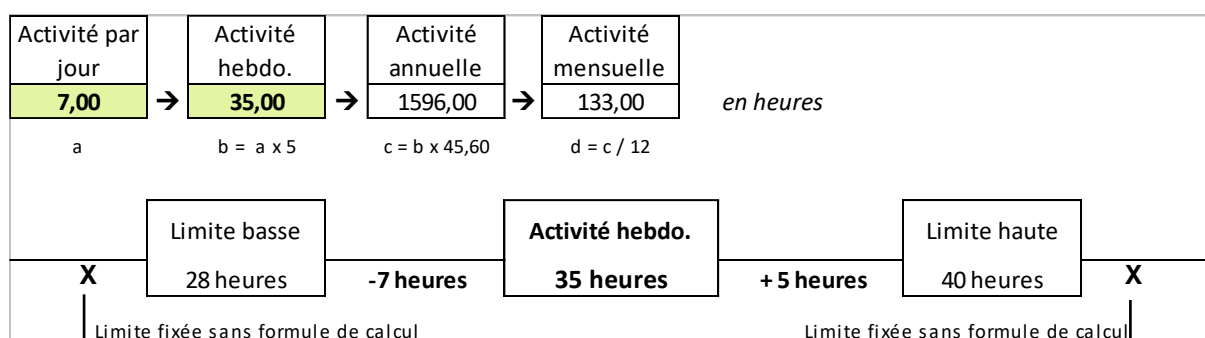 Activité par jour
Activité hebdo.
Activité annuelle
Activité mensuelle
7,00 → 35,00 → 1596,00 → 133,00 en heures
a b = a x 5 c = b x 45,60 d = c / 12
Limite basse Activité hebdo. Limite haute
X 28 heures -7 heures 35 heures + 5 heures 40 heures X
Limite fixée sans formule de calcul Limite fixée sans formule de calcul